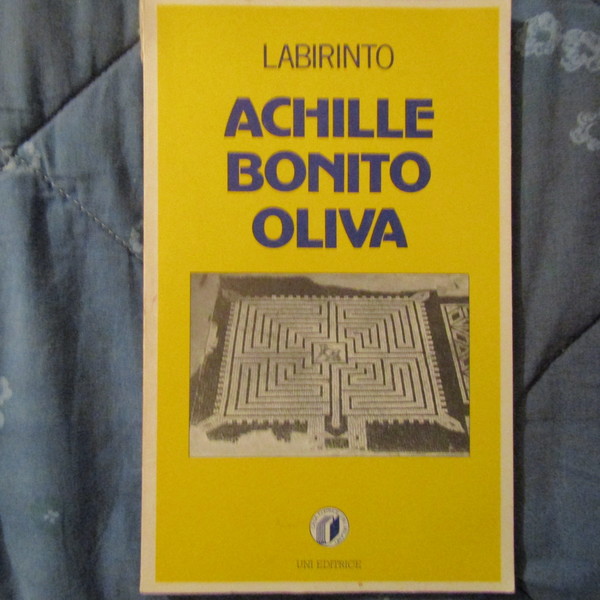 LABIRINTO
ACHILLE
BONITO
OLIVA
UNI EDITRICE